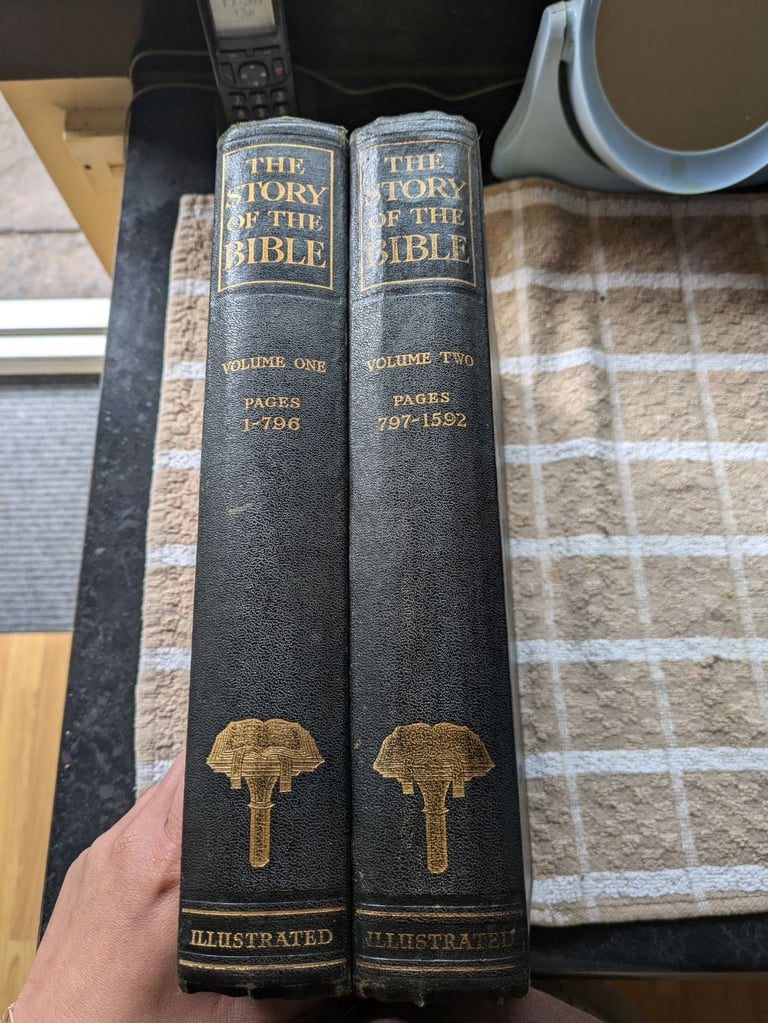 THE
STORY
OF THE
BIBLE
VOLUME ONE
PAGES
1-796
ILLUSTRATED
THE
STORY
OF THE
BIBLE
VOLUME TWO
PAGES
797-1592
ILLUSTRATED